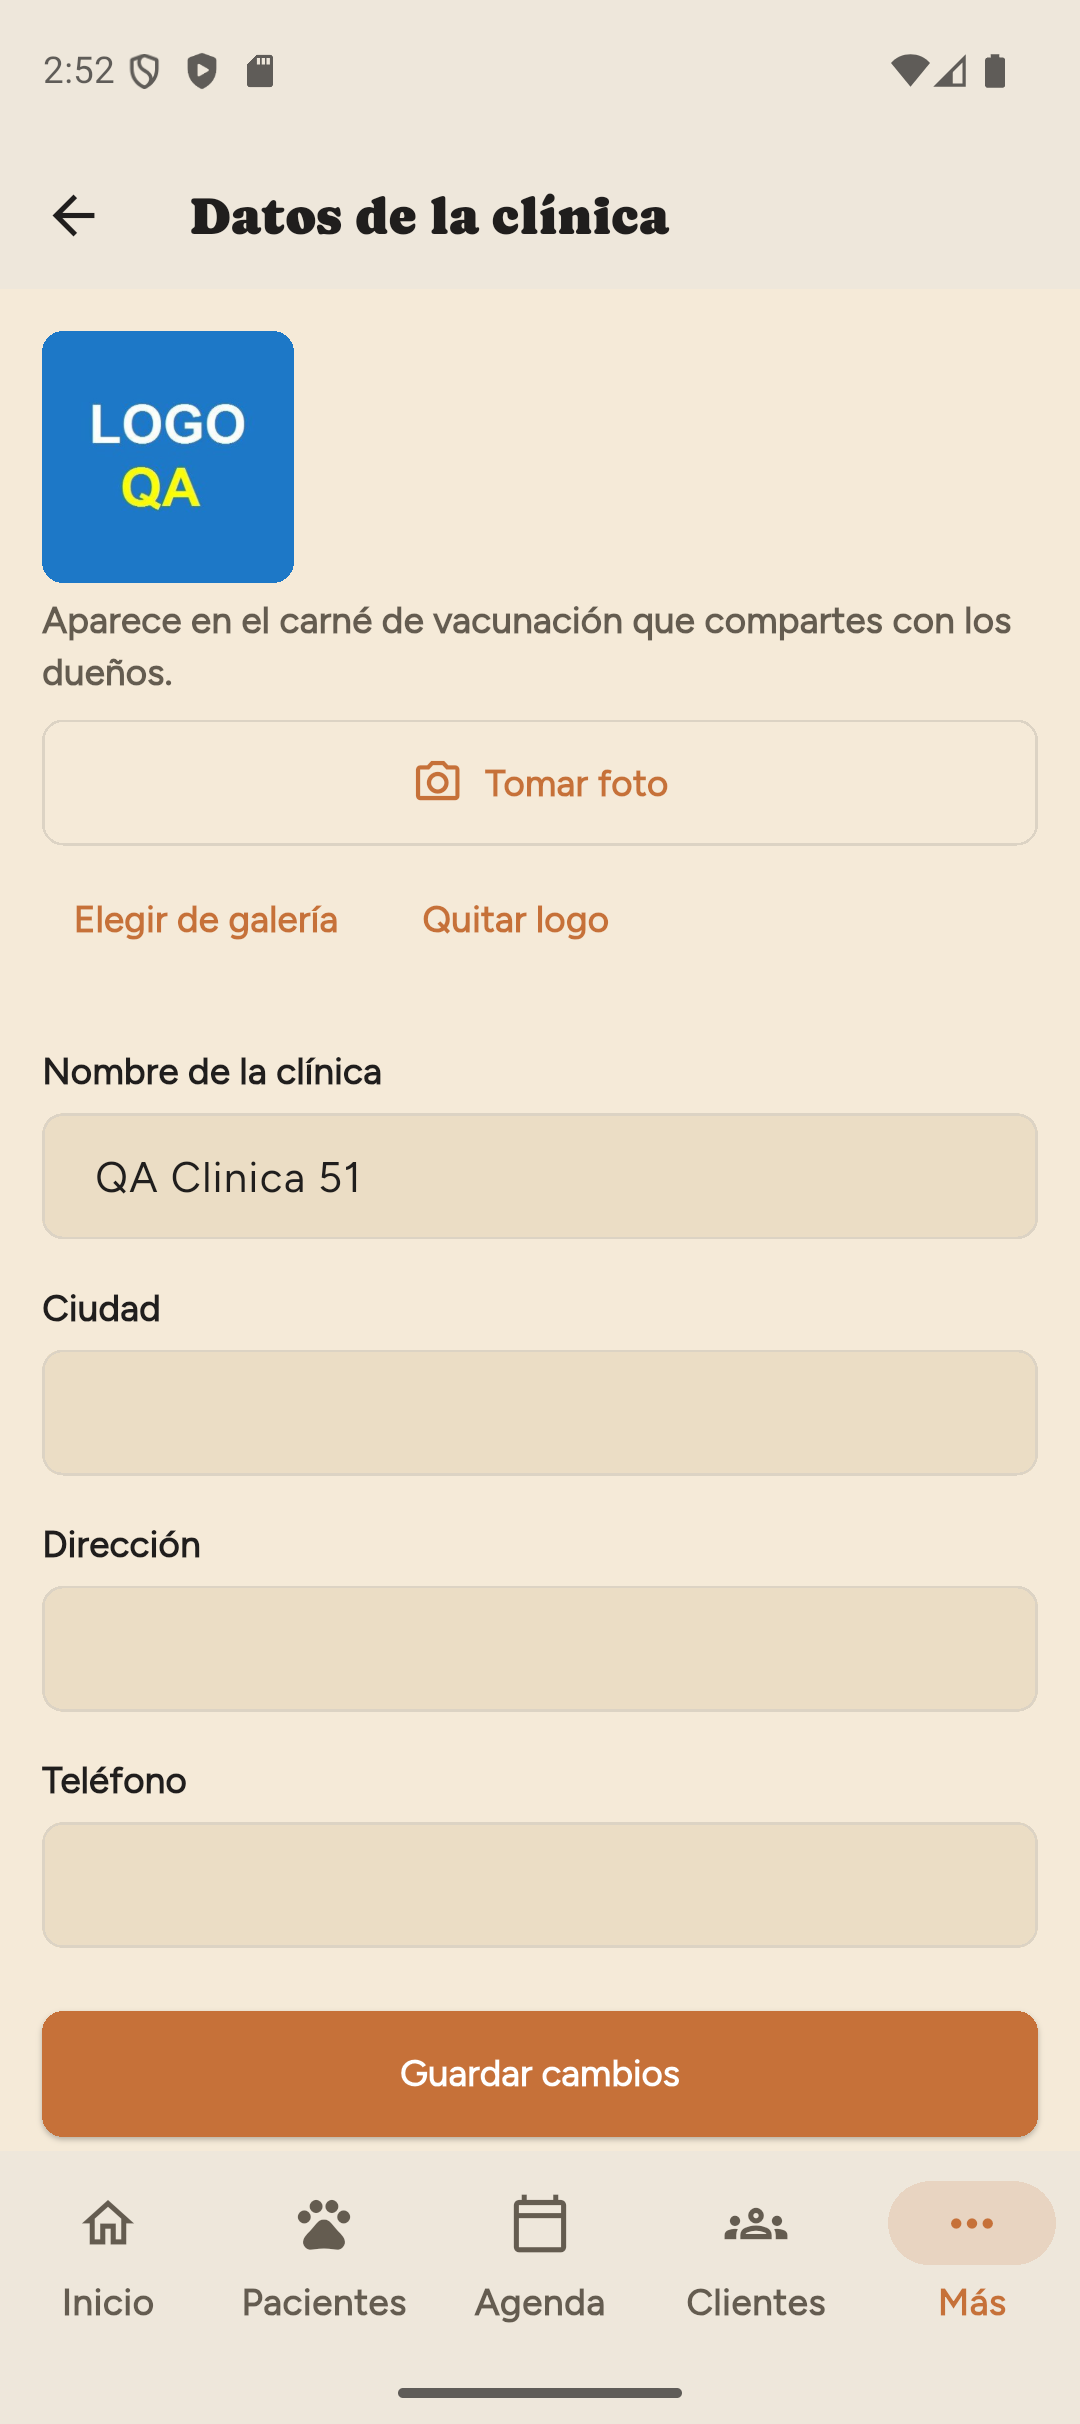 2:52
Datos de la clínica
LOGO
QA
Aparece en el carné de vacunación que compartes con los
dueños.
Tomar foto
Elegir de galería Quitar logo
Nombre de la clínica
QA Clinica 51
Ciudad
Dirección
Teléfono
Guardar cambios
Inicio Pacientes Agenda Clientes Más